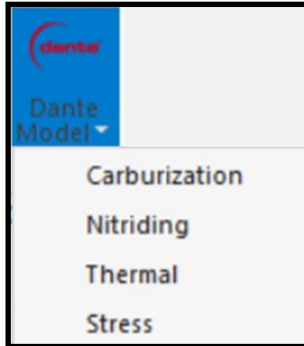 dante
Dante
Model
Carburization
Nitriding
Thermal
Stress